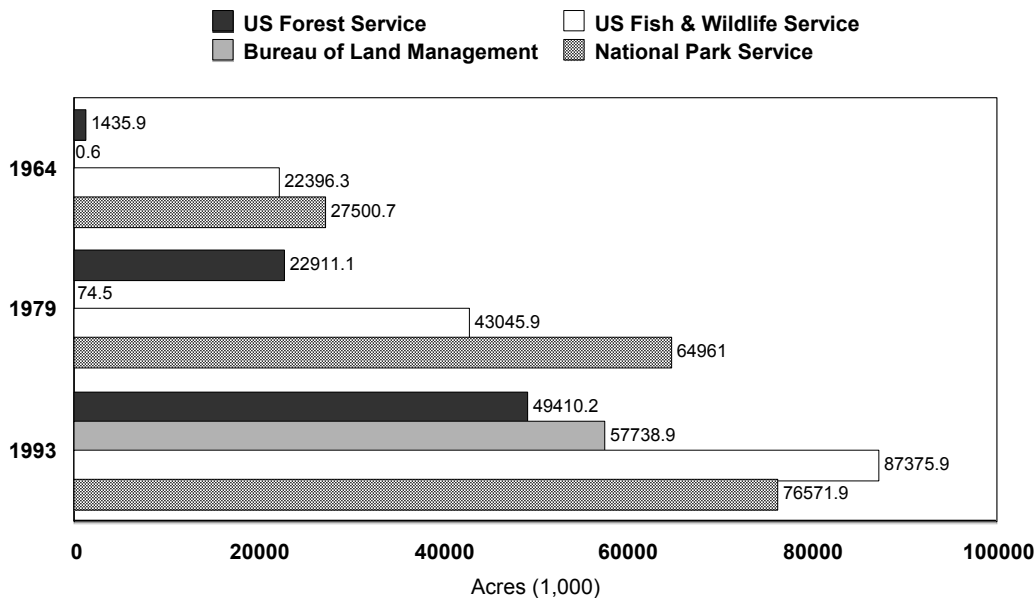 US Forest Service
US Fish & Wildlife Service
Bureau of Land Management
National Park Service
1435.9
0.6
1964
22396.3
27500.7
22911.1
74.5
1979
43045.9
64961
49410.2
57738.9
1993
87375.9
76571.9
0 20000 40000 60000 80000 100000
Acres (1,000)